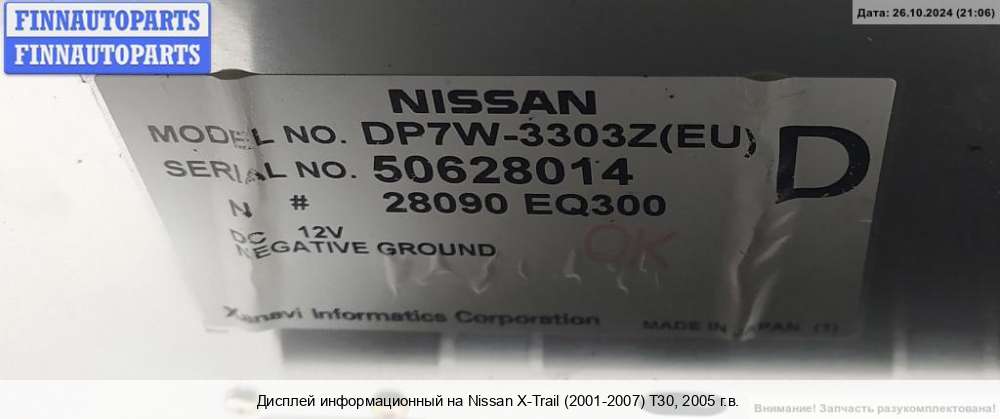 FINNAUTOPARTS
FINNAUTOPARTS
Дата: 26.10.2024 (21:06)
NISSAN
MODEL NO. DP7W-3303Z(EU)
D
SERIAL NO. 50628014
N # 28090 EQ300
DC 12V
NEGATIVE GROUND
OK
Xanavi Informatics Corporation
MADE IN JAPAN (1)
Дисплей информационный на Nissan X-Trail (2001-2007) T30, 2005 г.в.
Внимание! Запчасть разукомплектована!